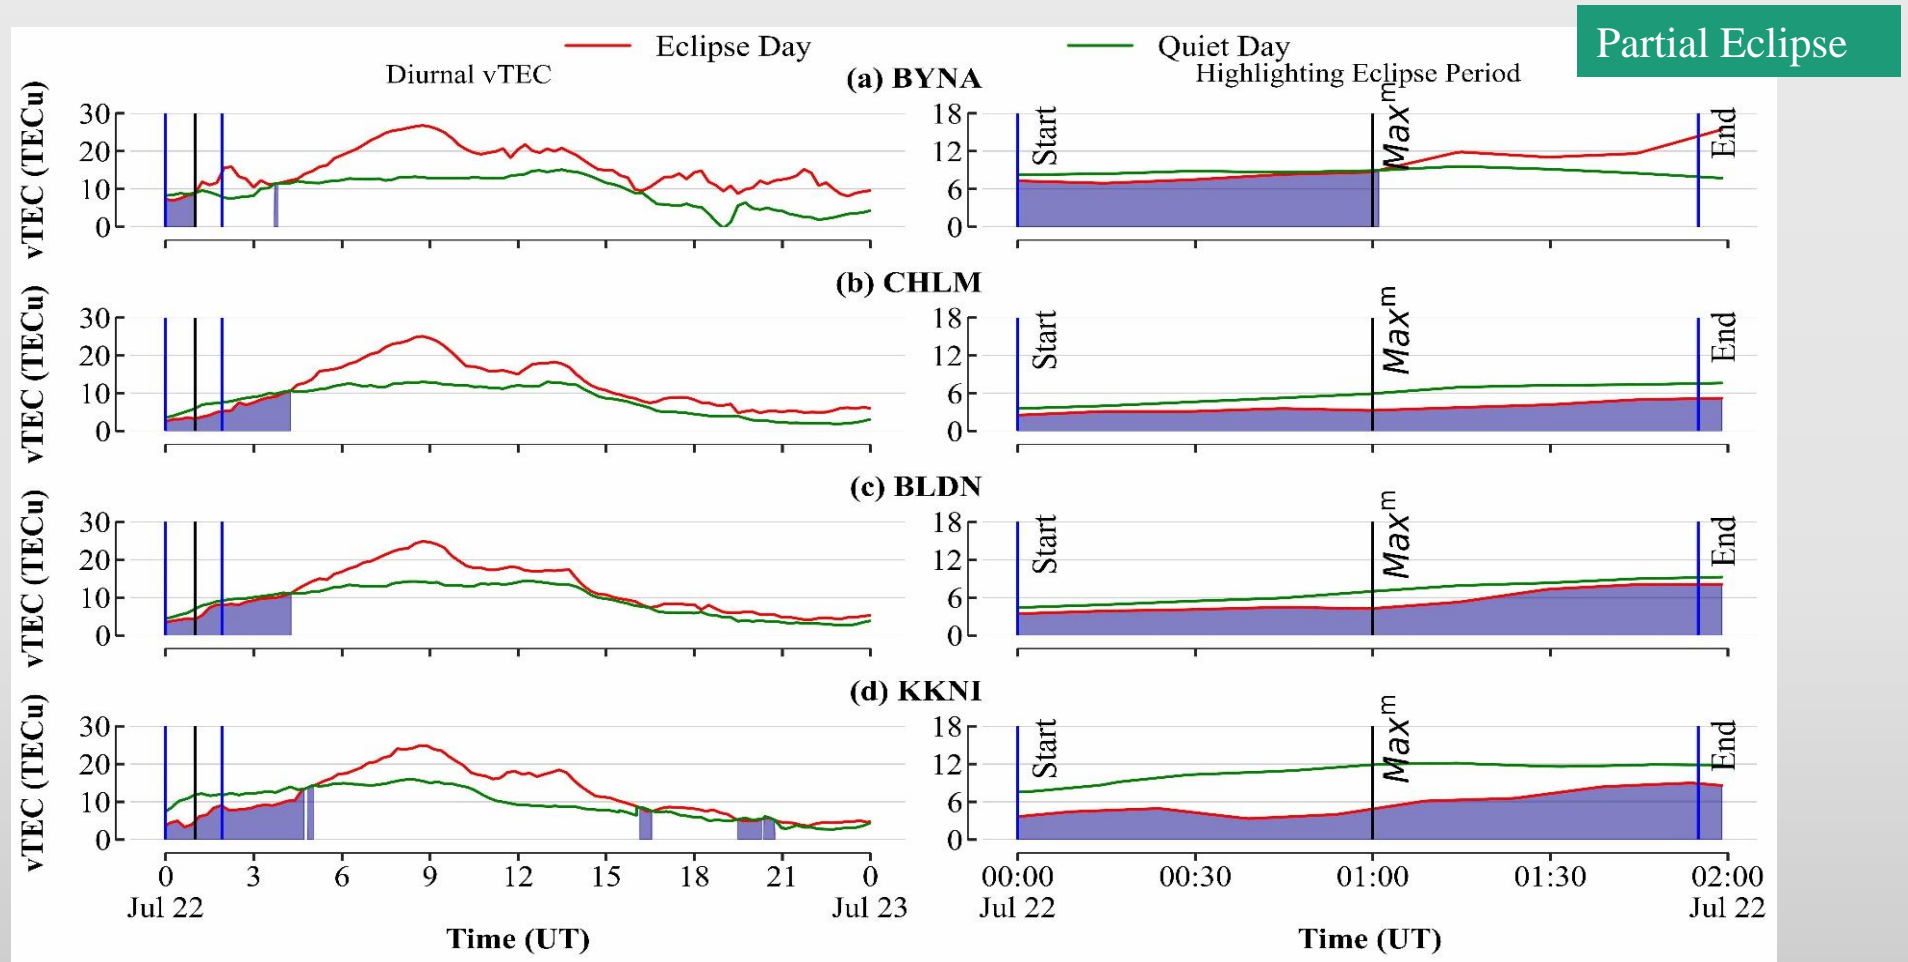 Partial Eclipse
Eclipse Day
Quiet Day
Diurnal vTEC
(a) BYNA
Highlighting Eclipse Period
vTEC (TECu)
30
20
10
0
18
12
6
0
Start
Maxᵐ
End
(b) CHLM
vTEC (TECu)
30
20
10
0
18
12
6
0
Start
Maxᵐ
End
(c) BLDN
vTEC (TECu)
30
20
10
0
18
12
6
0
Start
Maxᵐ
End
(d) KKNI
vTEC (TECu)
30
20
10
0
18
12
6
0
Start
Maxᵐ
End
0 3 6 9 12 15 18 21 0
Jul 22 Jul 23
Time (UT)
00:00 00:30 01:00 01:30 02:00
Jul 22 Jul 22
Time (UT)